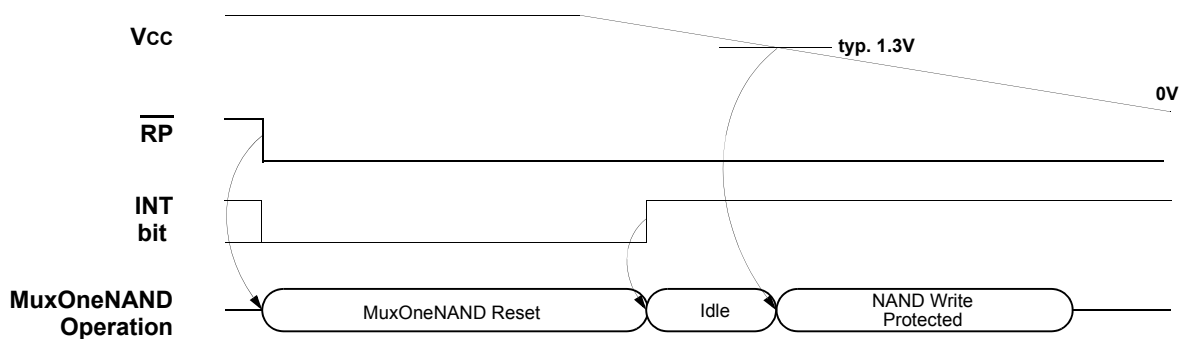 Vcc
typ. 1.3V
0V
RP
INT
bit
MuxOneNAND
Operation
MuxOneNAND Reset
Idle
NAND Write
Protected